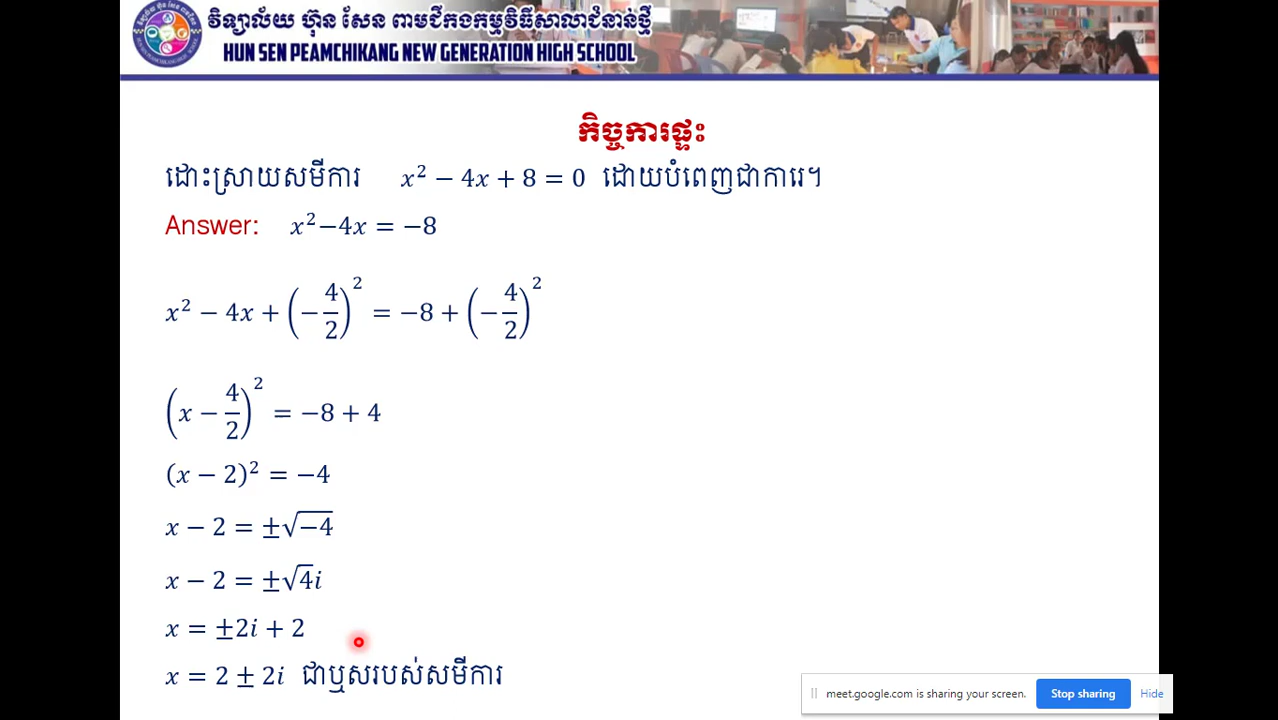 វិទ្យាល័យ ហ៊ុន សែន ពាមជីកងកម្មវិធីសាលាជំនាន់ថ្មី
HUN SEN PEAMCHIKANG NEW GENERATION HIGH SCHOOL
កិច្ចការផ្ទះ
ដោះស្រាយសមីការ x² − 4x + 8 = 0 ដោយបំពេញជាការេ។
Answer: x²−4x = −8
x² − 4x + (−4/2)² = −8 + (−4/2)²
(x − 4/2)² = −8 + 4
(x − 2)² = −4
x − 2 = ±√−4
x − 2 = ±√4i
x = ±2i + 2
x = 2 ± 2i ជាឬសរបស់សមីការ
meet.google.com is sharing your screen. Stop sharing Hide